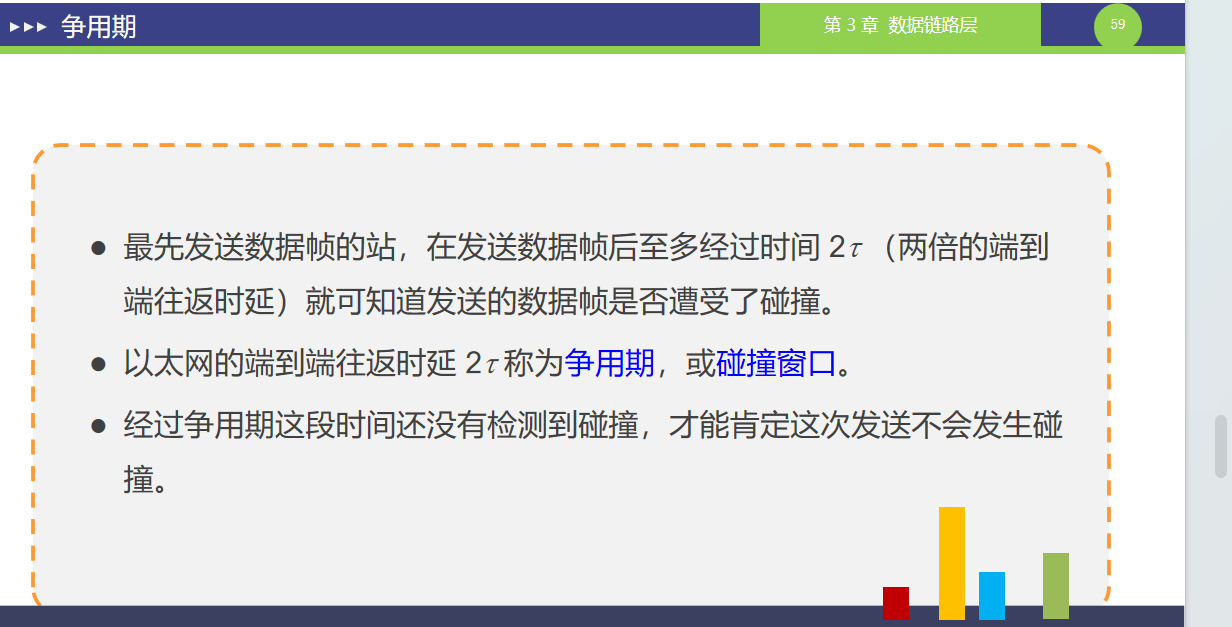 争用期
第 3 章 数据链路层
59
● 最先发送数据帧的站，在发送数据帧后至多经过时间 2τ（两倍的端到
端往返时延）就可知道发送的数据帧是否遭受了碰撞。
● 以太网的端到端往返时延 2τ 称为争用期，或碰撞窗口。
● 经过争用期这段时间还没有检测到碰撞，才能肯定这次发送不会发生碰
撞。